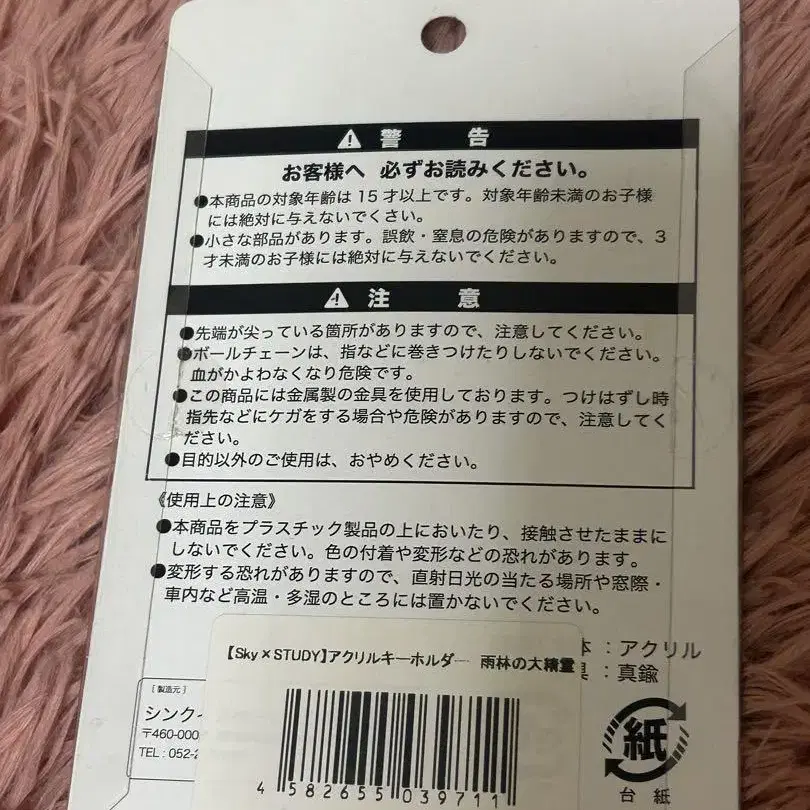 ⚠ 警 告
お客様へ 必ずお読みください。
●本商品の対象年齢は15才以上です。対象年齢未満のお子様
には絶対に与えないでくさい。
●小さな部品があります。誤飲・窒息の危険がありますので、3
才未満のお子様には絶対に与えないでください。
⚠ 注 意
●先端が尖っている箇所がありますので、注意してください。
●ボールチェーンは、指などに巻きつけたりしないでください。
血がかよわなくなり危険です。
●この商品には金属製の金具を使用しております。つけはずし時
指先などにケガをする場合や危険がありますので、注意してく
ださい。
●目的以外のご使用は、おやめください。
《使用上の注意》
●本商品をプラスチック製品の上においたり、接触させたままに
しないでください。色の付着や変形などの恐れがあります。
●変形する恐れがありますので、直射日光の当たる場所や窓際・
車内など高温・多湿のところには置かないでください。
【Sky×STUDY】アクリルキーホルダー 雨林の大精霊
4 582655 039711
体：アクリル
具：真鍮
[製造元]
シンク
〒460-000
TEL：052-2
紙
台紙